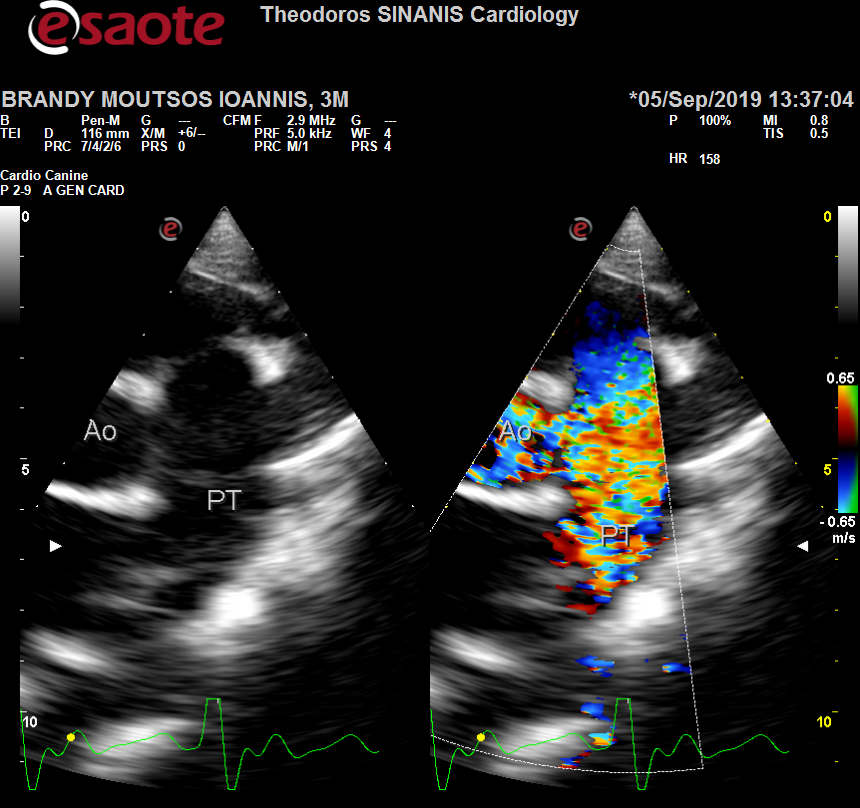 esaote
Theodoros SINANIS Cardiology
BRANDY MOUTSOS IOANNIS, 3M *05/Sep/2019 13:37:04
B Pen-M G --- CFM F 2.9 MHz G --- P 100% MI 0.8
TEI D 116 mm X/M +6/-- PRF 5.0 kHz WF 4 TIS 0.5
PRC 7/4/2/6 PRS 0 PRC M/1 PRS 4
HR 158
Cardio Canine
P 2-9 A GEN CARD
0 e e 0
0.65
Ao Ao
5 5
PT
-0.65
PT m/s
10 10